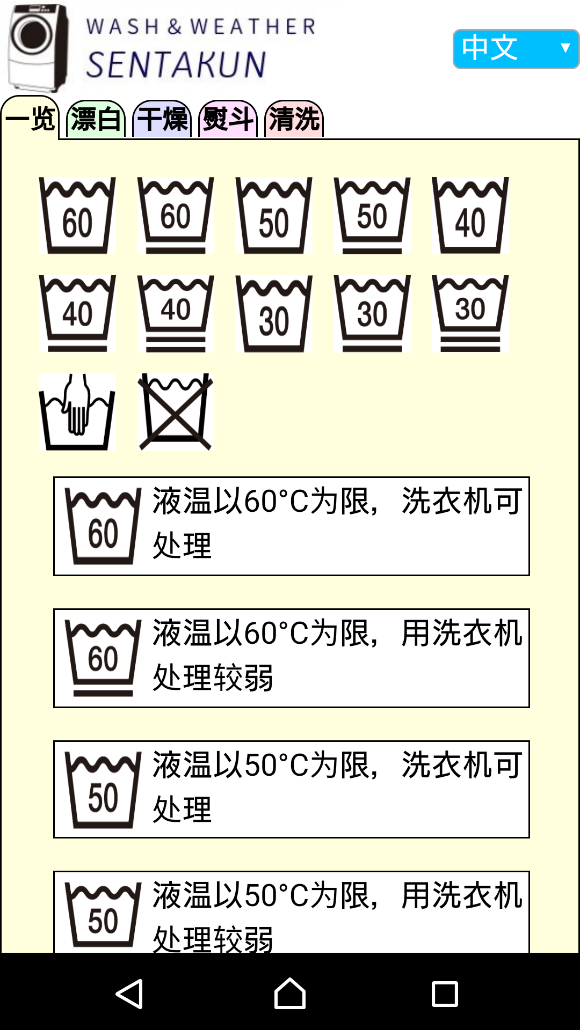 WASH & WEATHER
SENTAKUN
中文
一览 漂白 干燥 熨斗 清洗
60 60 50 50 40
40 40 30 30 30
60 液温以60°C为限，洗衣机可
处理
60 液温以60°C为限，用洗衣机
处理较弱
50 液温以50°C为限，洗衣机可
处理
50 液温以50°C为限，用洗衣机
处理较弱